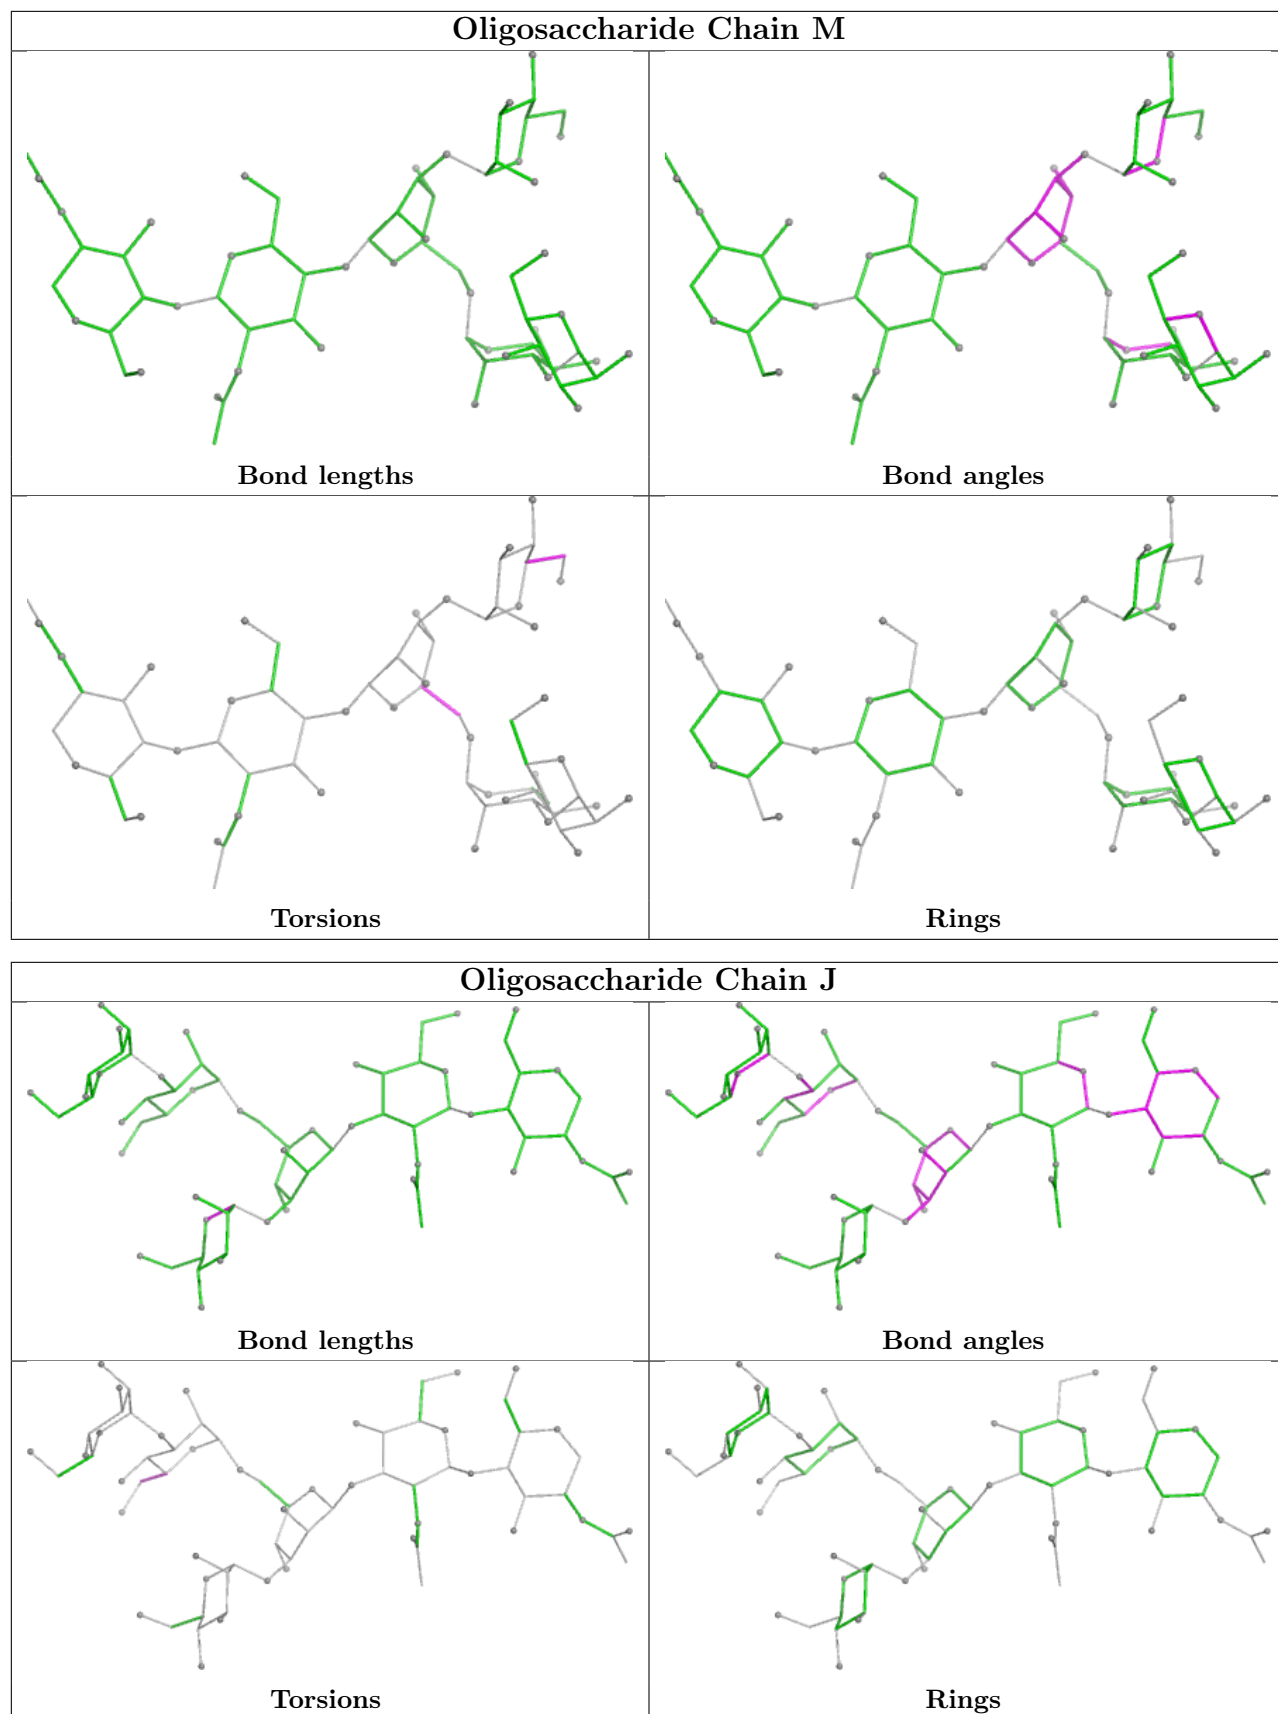 Oligosaccharide Chain M
Bond lengths
Bond angles
Torsions
Rings
Oligosaccharide Chain J
Bond lengths
Bond angles
Torsions
Rings